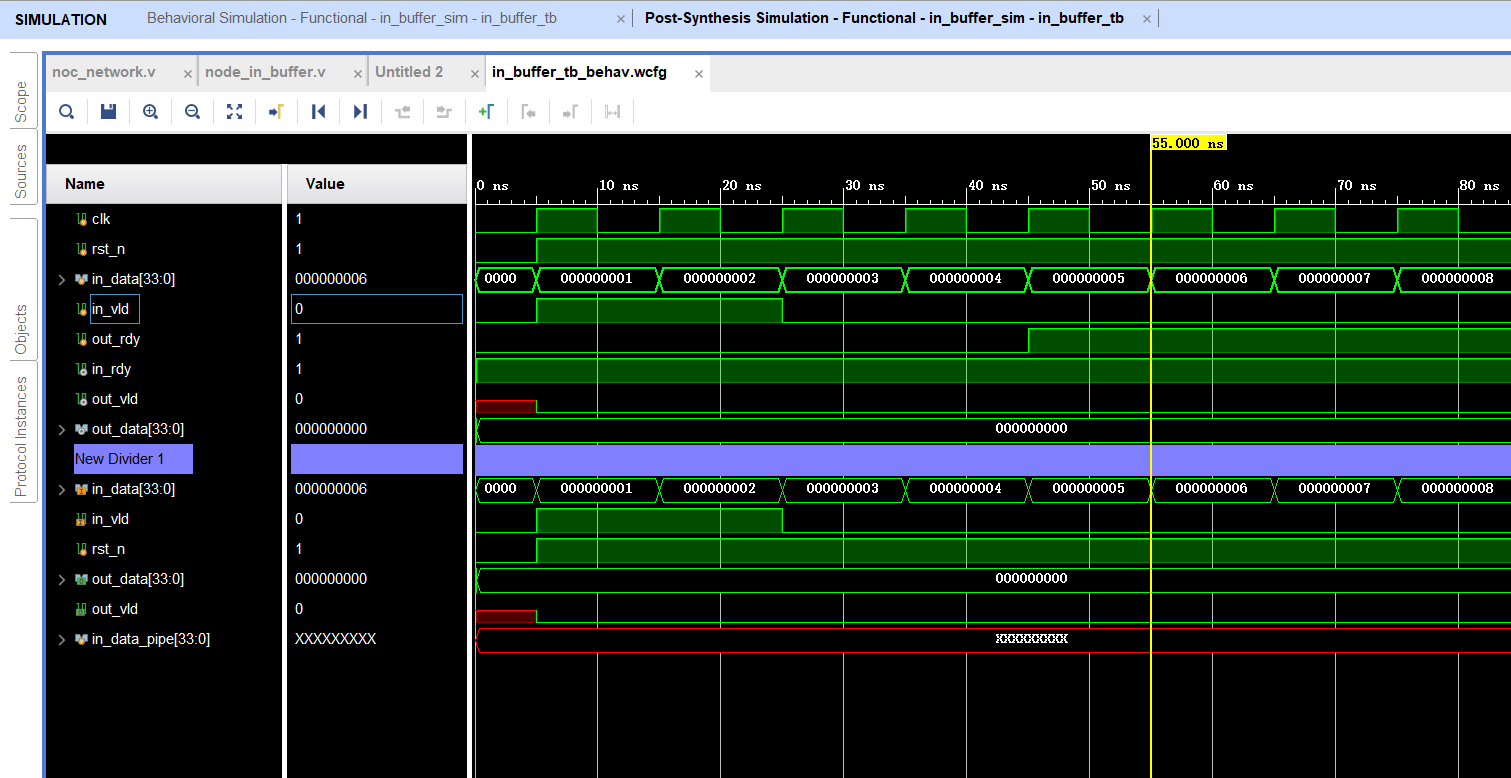 SIMULATION Behavioral Simulation - Functional - in_buffer_sim - in_buffer_tb × Post-Synthesis Simulation - Functional - in_buffer_sim - in_buffer_tb ×
noc_network.v × node_in_buffer.v × Untitled 2 × in_buffer_tb_behav.wcfg ×
Scope
Sources
Objects
Protocol Instances
55.000 ns
Name Value 0 ns 10 ns 20 ns 30 ns 40 ns 50 ns 60 ns 70 ns 80 ns
clk 1
rst_n 1
in_data[33:0] 000000006 0000 000000001 000000002 000000003 000000004 000000005 000000006 000000007 000000008
in_vld 0
out_rdy 1
in_rdy 1
out_vld 0
out_data[33:0] 000000000 000000000
New Divider 1
in_data[33:0] 000000006 0000 000000001 000000002 000000003 000000004 000000005 000000006 000000007 000000008
in_vld 0
rst_n 1
out_data[33:0] 000000000 000000000
out_vld 0
in_data_pipe[33:0] XXXXXXXXX XXXXXXXXX